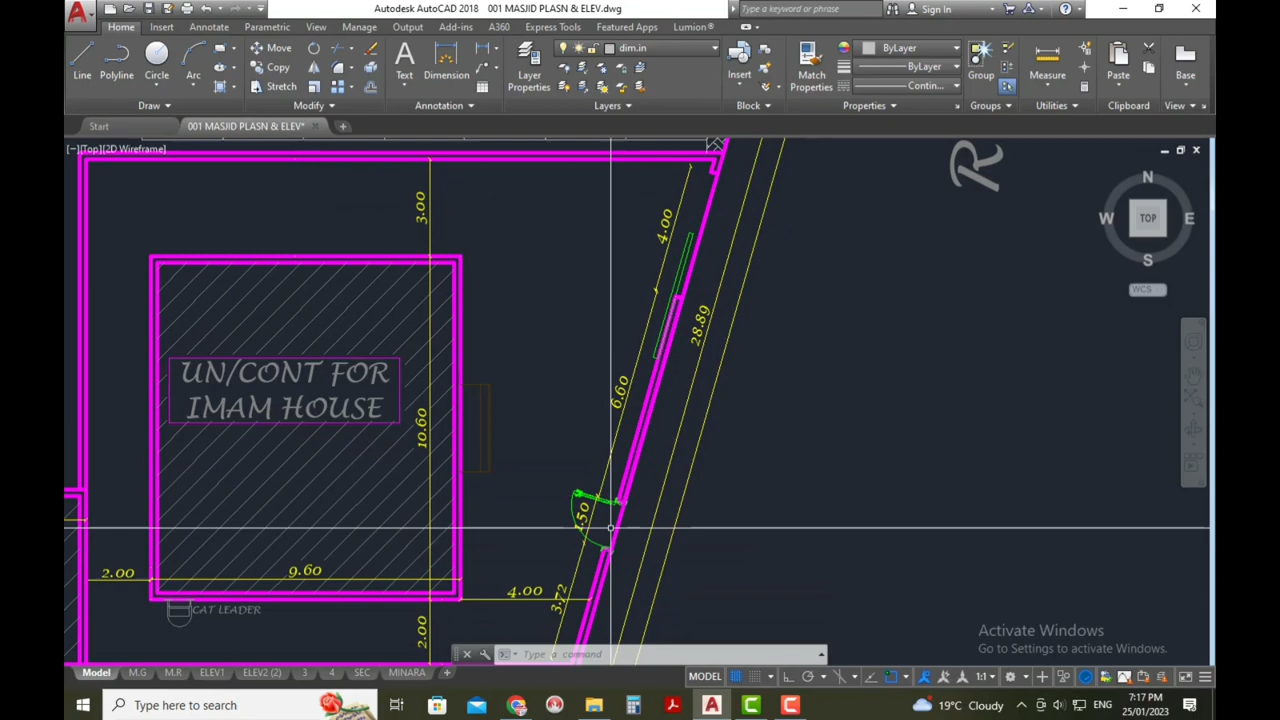 Autodesk AutoCAD 2018   001 MASJID PLASN & ELEV.dwg
Type a keyword or phrase
Sign In
Home Insert Annotate Parametric View Manage Output Add-ins A360 Express Tools Featured Apps Lumion®
Line Polyline Circle Arc
Move Copy Stretch
Text Dimension
Layer Properties
dim.in
Insert
Match Properties
ByLayer
ByLayer
Contin...
Group
Measure
Paste
Base
Draw Modify Annotation Layers Block Properties Groups Utilities Clipboard View
Start 001 MASJID PLASN & ELEV*
[−][Top][2D Wireframe]
R
N
W TOP E
S
WCS
3.00
4.00
28.89
UN/CONT FOR
IMAM HOUSE
6.60
10.60
1.50
2.00
9.60
4.00
3.72
CAT LEADER
2.00
Type a command
Activate Windows
Go to Settings to activate Windows.
Model M.G M.R ELEV1 ELEV2 (2) 3 4 SEC MINARA
MODEL 1:1
Type here to search
19°C Cloudy
7:17 PM
25/01/2023